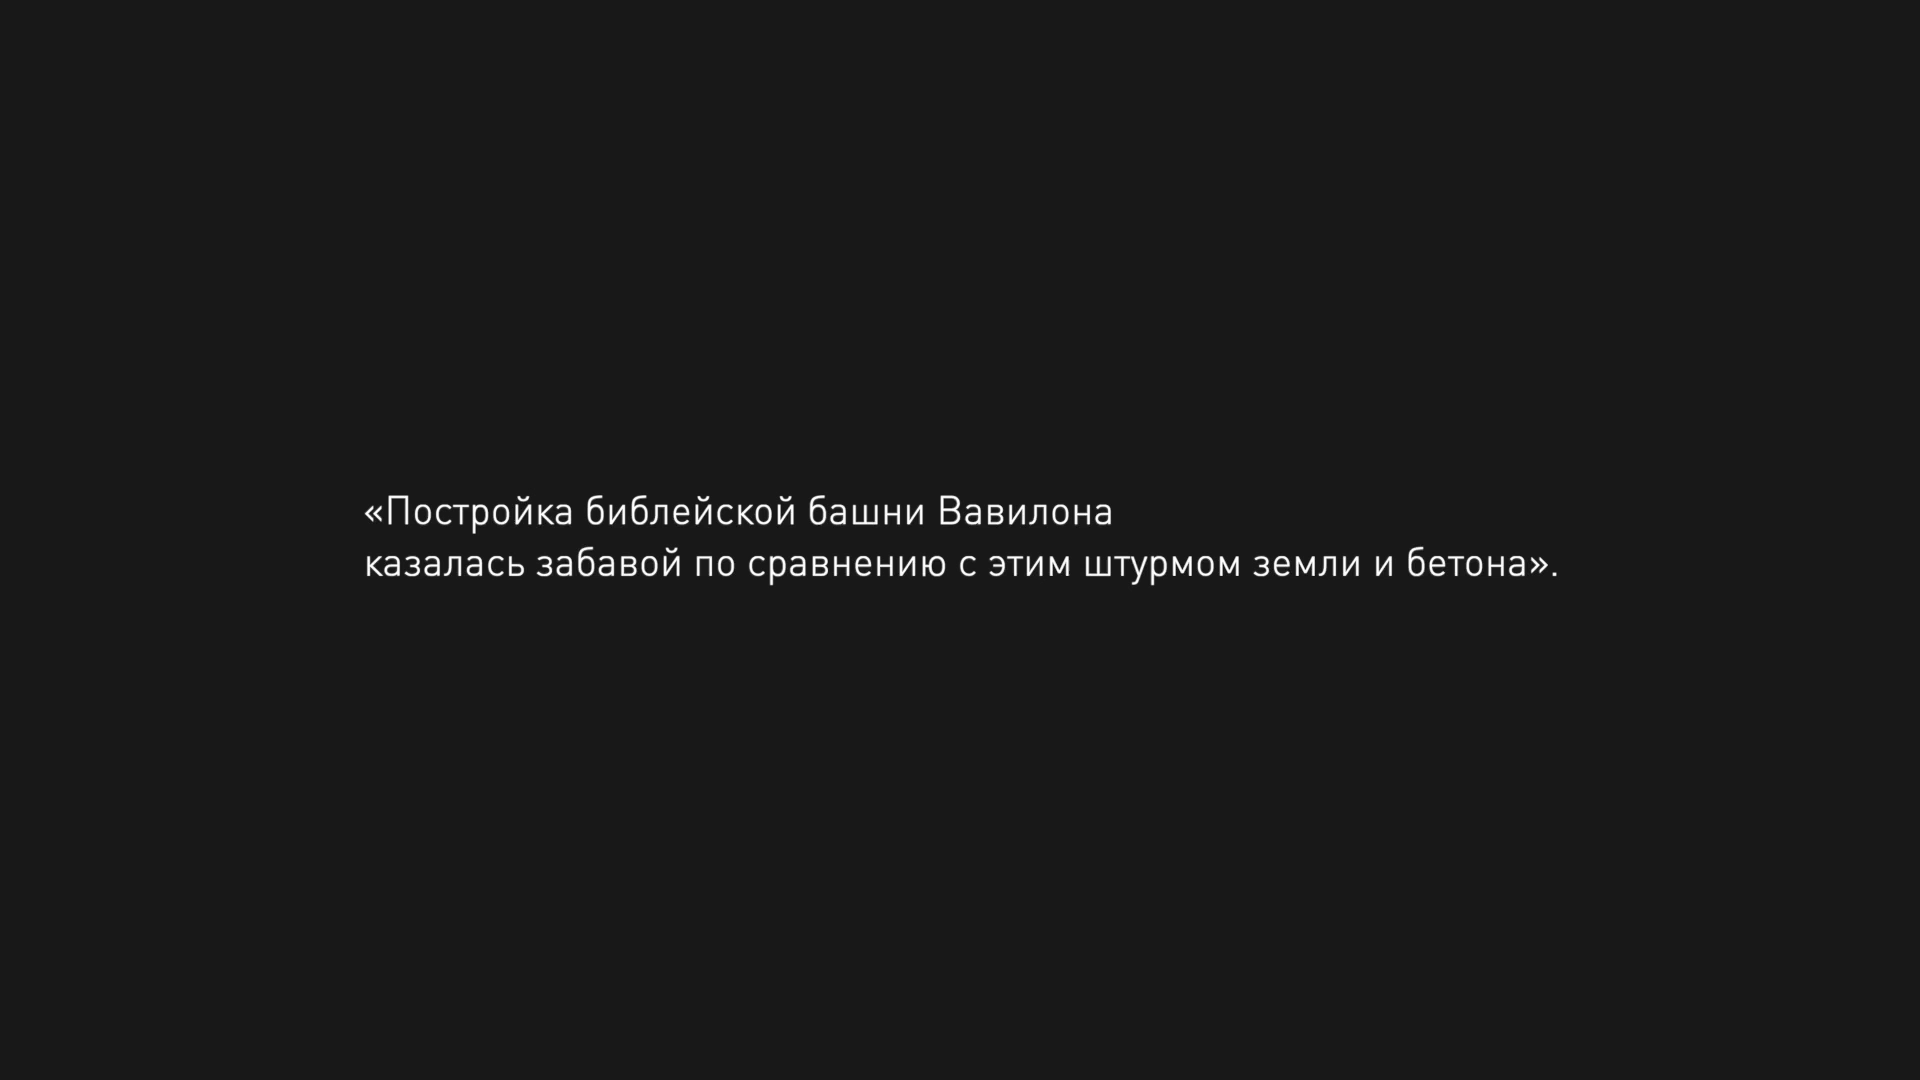 «Постройка библейской башни Вавилона
казалась забавой по сравнению с этим штурмом земли и бетона».